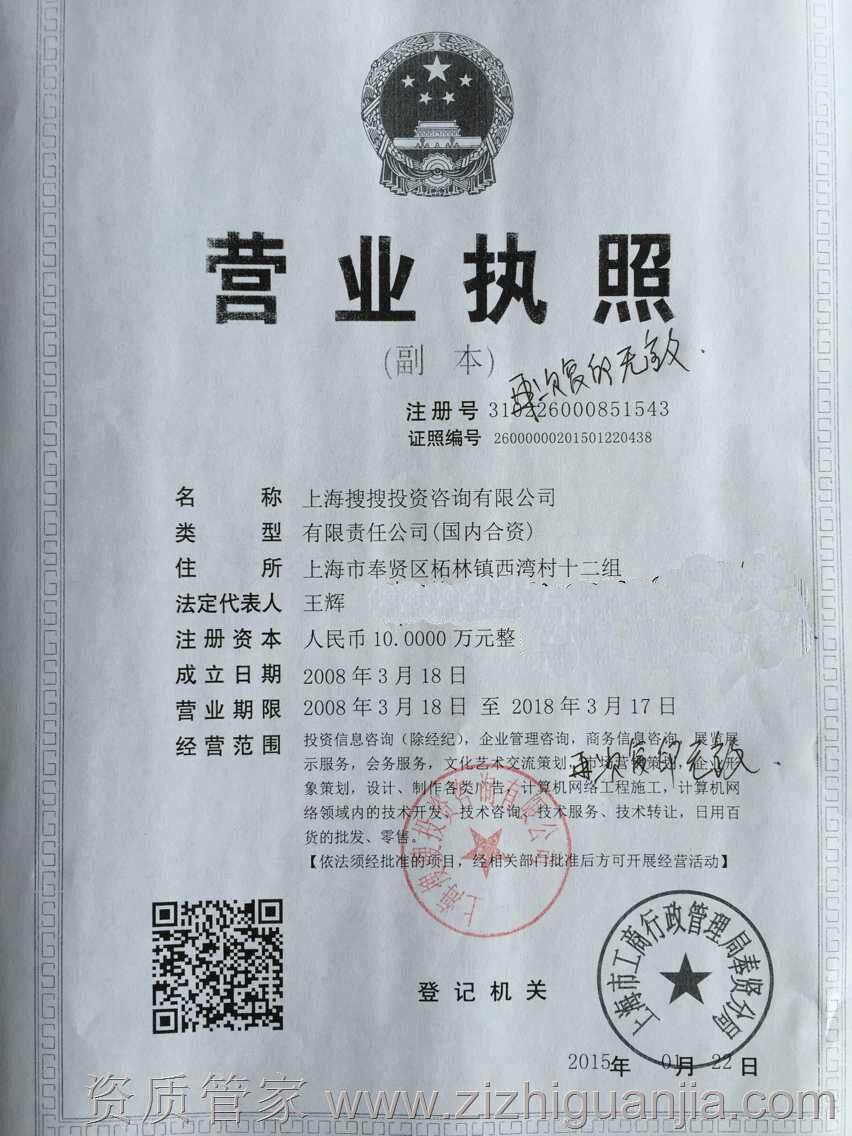 营业执照
(副 本)
再次复印无效.
注册号 310226000851543
证照编号 26000000201501220438
名 称 上海搜搜投资咨询有限公司
类 型 有限责任公司(国内合资)
住 所 上海市奉贤区柘林镇西湾村十二组
法定代表人 王辉
注册资本 人民币 10.0000 万元整
成立日期 2008 年 3 月 18 日
营业期限 2008 年 3 月 18 日 至 2018 年 3 月 17 日
经营范围 投资信息咨询（除经纪），企业管理咨询，商务信息咨询，展览展
示服务，会务服务，文化艺术交流策划，市场营销策划，企业形
象策划，设计、制作各类广告，计算机网络工程施工，计算机网
络领域内的技术开发、技术咨询、技术服务、技术转让，日用百
货的批发、零售。
【依法须经批准的项目，经相关部门批准后方可开展经营活动】
再次复印无效.
上海搜搜投资咨询有限公司
登记机关
上海市工商行政管理局奉贤分局
2015年 01月 22日
资质管家 www.zizhiguanjia.com